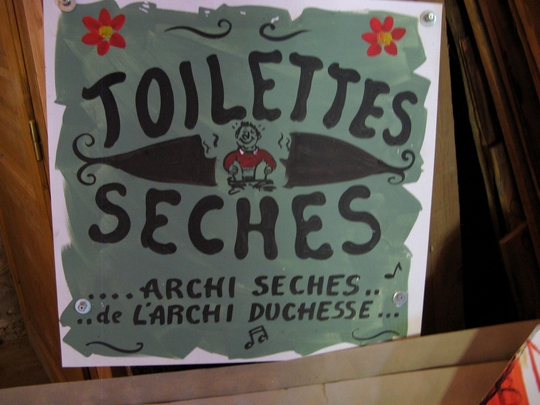 TOILETTES
SECHES
....ARCHI SECHES..
..de L'ARCHI DUCHESSE...